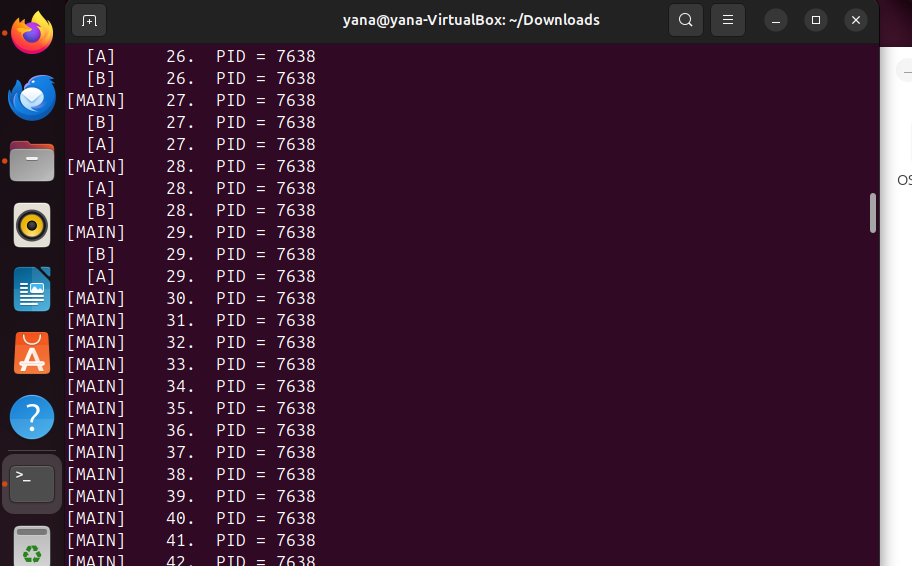 yana@yana-VirtualBox: ~/Downloads
[A] 26. PID = 7638
[B] 26. PID = 7638
[MAIN] 27. PID = 7638
[B] 27. PID = 7638
[A] 27. PID = 7638
[MAIN] 28. PID = 7638
[A] 28. PID = 7638
[B] 28. PID = 7638
[MAIN] 29. PID = 7638
[B] 29. PID = 7638
[A] 29. PID = 7638
[MAIN] 30. PID = 7638
[MAIN] 31. PID = 7638
[MAIN] 32. PID = 7638
[MAIN] 33. PID = 7638
[MAIN] 34. PID = 7638
[MAIN] 35. PID = 7638
[MAIN] 36. PID = 7638
[MAIN] 37. PID = 7638
[MAIN] 38. PID = 7638
[MAIN] 39. PID = 7638
[MAIN] 40. PID = 7638
[MAIN] 41. PID = 7638
[MAIN] 42. PID = 7638